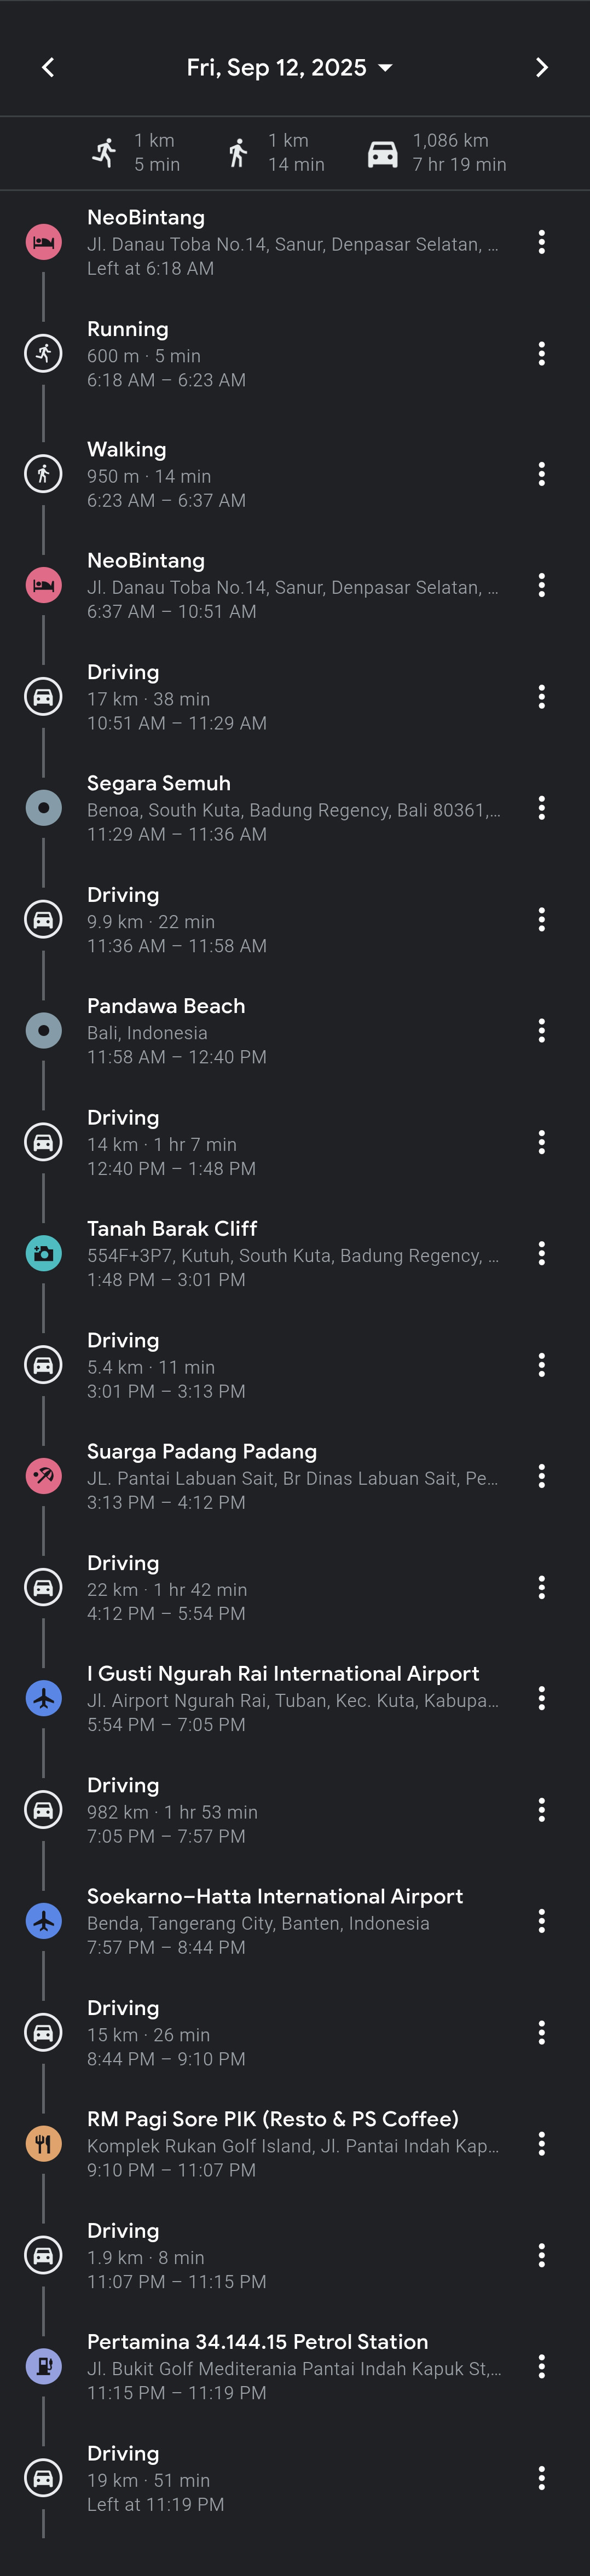 Fri, Sep 12, 2025
1 km
5 min
1 km
14 min
1,086 km
7 hr 19 min
NeoBintang
Jl. Danau Toba No.14, Sanur, Denpasar Selatan, ...
Left at 6:18 AM
Running
600 m · 5 min
6:18 AM – 6:23 AM
Walking
950 m · 14 min
6:23 AM – 6:37 AM
NeoBintang
Jl. Danau Toba No.14, Sanur, Denpasar Selatan, ...
6:37 AM – 10:51 AM
Driving
17 km · 38 min
10:51 AM – 11:29 AM
Segara Semuh
Benoa, South Kuta, Badung Regency, Bali 80361,...
11:29 AM – 11:36 AM
Driving
9.9 km · 22 min
11:36 AM – 11:58 AM
Pandawa Beach
Bali, Indonesia
11:58 AM – 12:40 PM
Driving
14 km · 1 hr 7 min
12:40 PM – 1:48 PM
Tanah Barak Cliff
554F+3P7, Kutuh, South Kuta, Badung Regency, ...
1:48 PM – 3:01 PM
Driving
5.4 km · 11 min
3:01 PM – 3:13 PM
Suarga Padang Padang
JL. Pantai Labuan Sait, Br Dinas Labuan Sait, Pe...
3:13 PM – 4:12 PM
Driving
22 km · 1 hr 42 min
4:12 PM – 5:54 PM
I Gusti Ngurah Rai International Airport
Jl. Airport Ngurah Rai, Tuban, Kec. Kuta, Kabupa...
5:54 PM – 7:05 PM
Driving
982 km · 1 hr 53 min
7:05 PM – 7:57 PM
Soekarno–Hatta International Airport
Benda, Tangerang City, Banten, Indonesia
7:57 PM – 8:44 PM
Driving
15 km · 26 min
8:44 PM – 9:10 PM
RM Pagi Sore PIK (Resto & PS Coffee)
Komplek Rukan Golf Island, Jl. Pantai Indah Kap...
9:10 PM – 11:07 PM
Driving
1.9 km · 8 min
11:07 PM – 11:15 PM
Pertamina 34.144.15 Petrol Station
Jl. Bukit Golf Mediterania Pantai Indah Kapuk St,...
11:15 PM – 11:19 PM
Driving
19 km · 51 min
Left at 11:19 PM